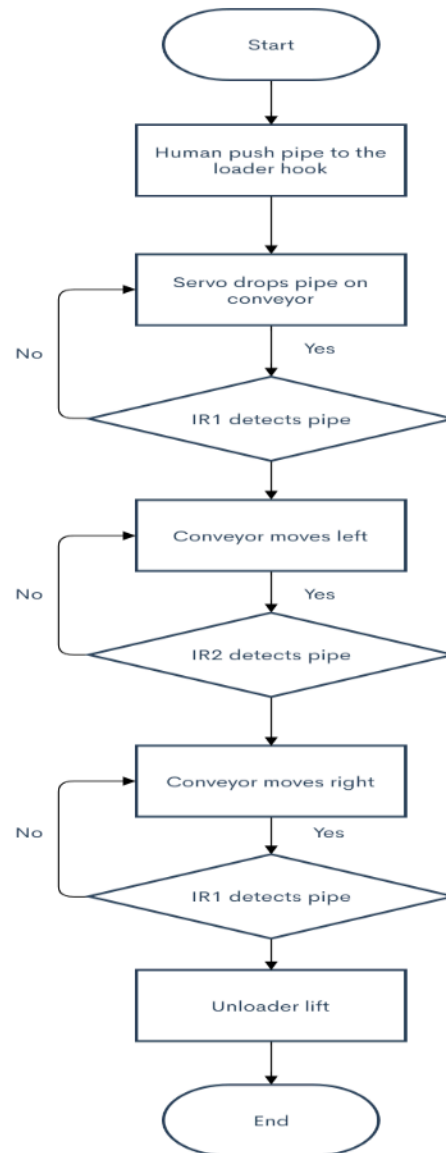 Start
Human push pipe to the
loader hook
Servo drops pipe on
conveyor
No
Yes
IR1 detects pipe
Conveyor moves left
No
Yes
IR2 detects pipe
Conveyor moves right
No
Yes
IR1 detects pipe
Unloader lift
End